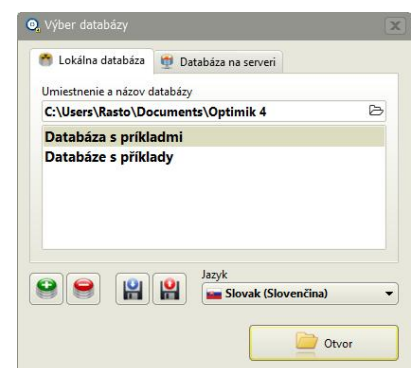 Výber databázy
Lokálna databáza
Databáza na serveri
Umiestnenie a názov databázy
C:\Users\Rasto\Documents\Optimik 4
Databáza s príkladmi
Databáze s příklady
Jazyk
Slovak (Slovenčina)
Otvor